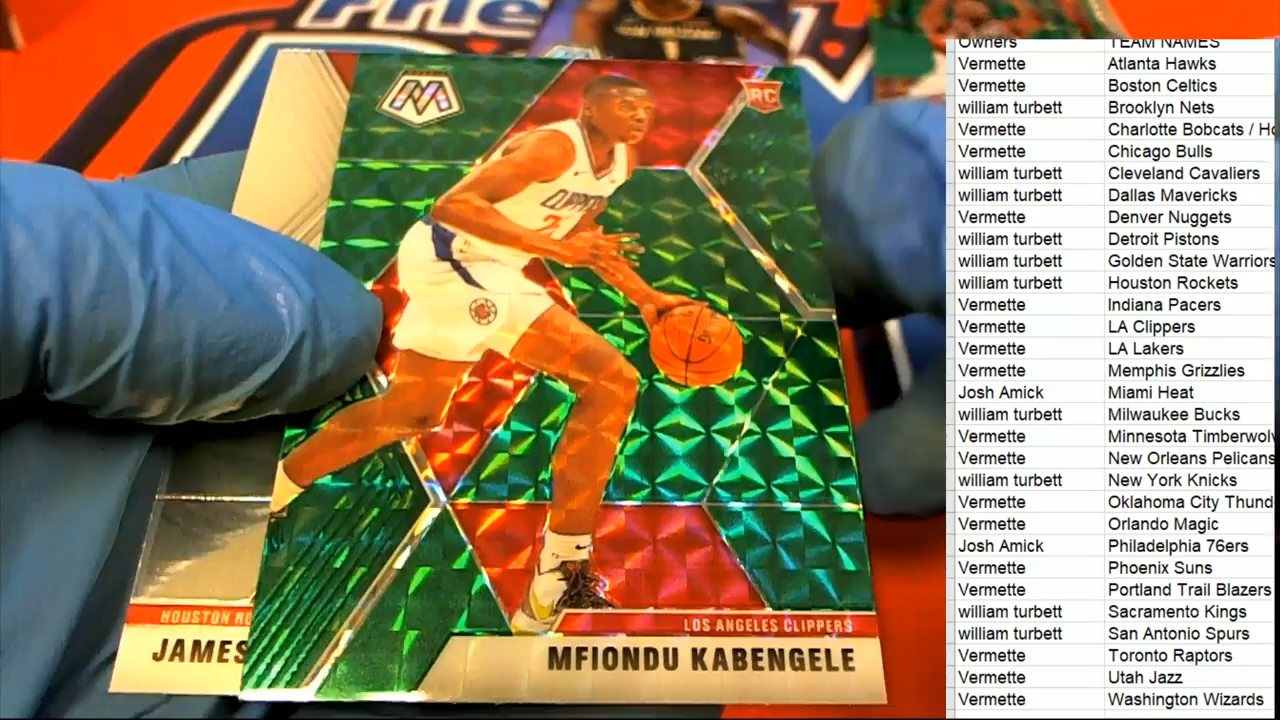 RC
CLIPPERS
LOS ANGELES CLIPPERS
MFIONDU KABENGELE
HOUSTON
JAMES
Owners TEAM NAMES
Vermette Atlanta Hawks
Vermette Boston Celtics
william turbett Brooklyn Nets
Vermette Charlotte Bobcats / Ho
Vermette Chicago Bulls
william turbett Cleveland Cavaliers
william turbett Dallas Mavericks
Vermette Denver Nuggets
william turbett Detroit Pistons
william turbett Golden State Warriors
william turbett Houston Rockets
Vermette Indiana Pacers
Vermette LA Clippers
Vermette LA Lakers
Vermette Memphis Grizzlies
Josh Amick Miami Heat
william turbett Milwaukee Bucks
Vermette Minnesota Timberwolv
Vermette New Orleans Pelicans
william turbett New York Knicks
Vermette Oklahoma City Thund
Vermette Orlando Magic
Josh Amick Philadelphia 76ers
Vermette Phoenix Suns
Vermette Portland Trail Blazers
william turbett Sacramento Kings
william turbett San Antonio Spurs
Vermette Toronto Raptors
Vermette Utah Jazz
Vermette Washington Wizards